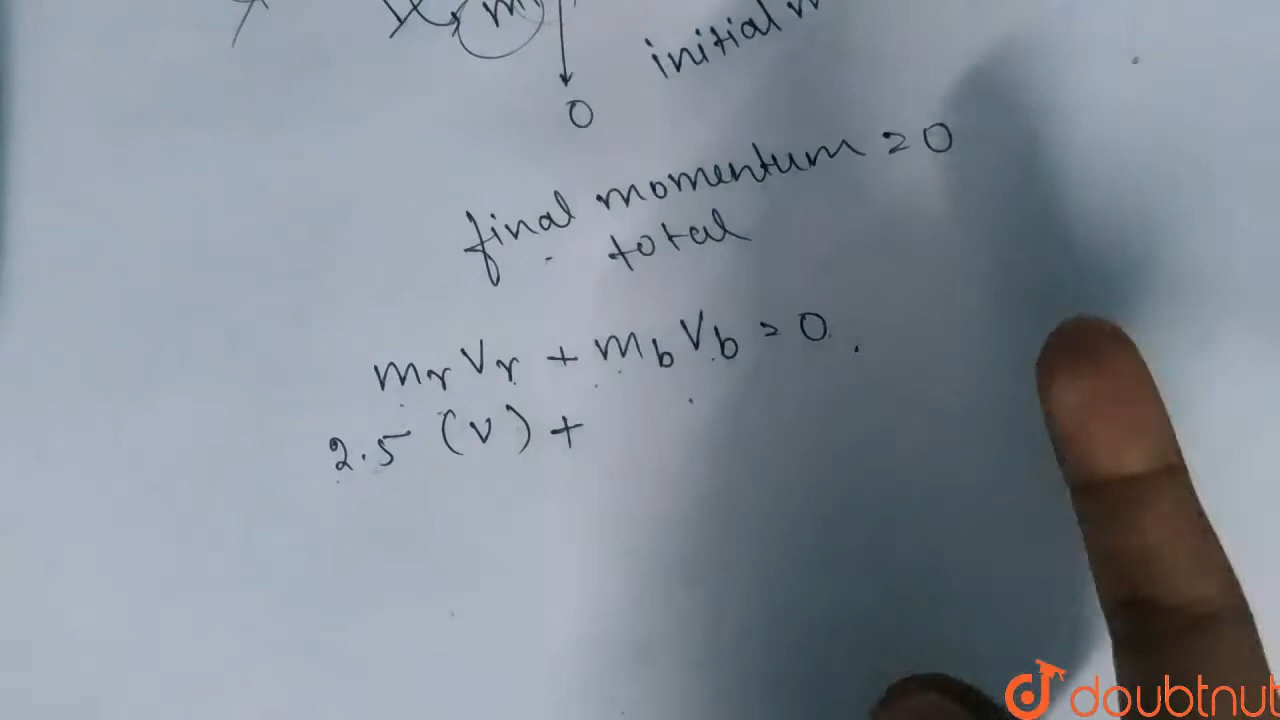 m
initial
0
final momentum = 0
total
mr Vr + mb Vb = 0.
2.5 (v) +
doubtnut